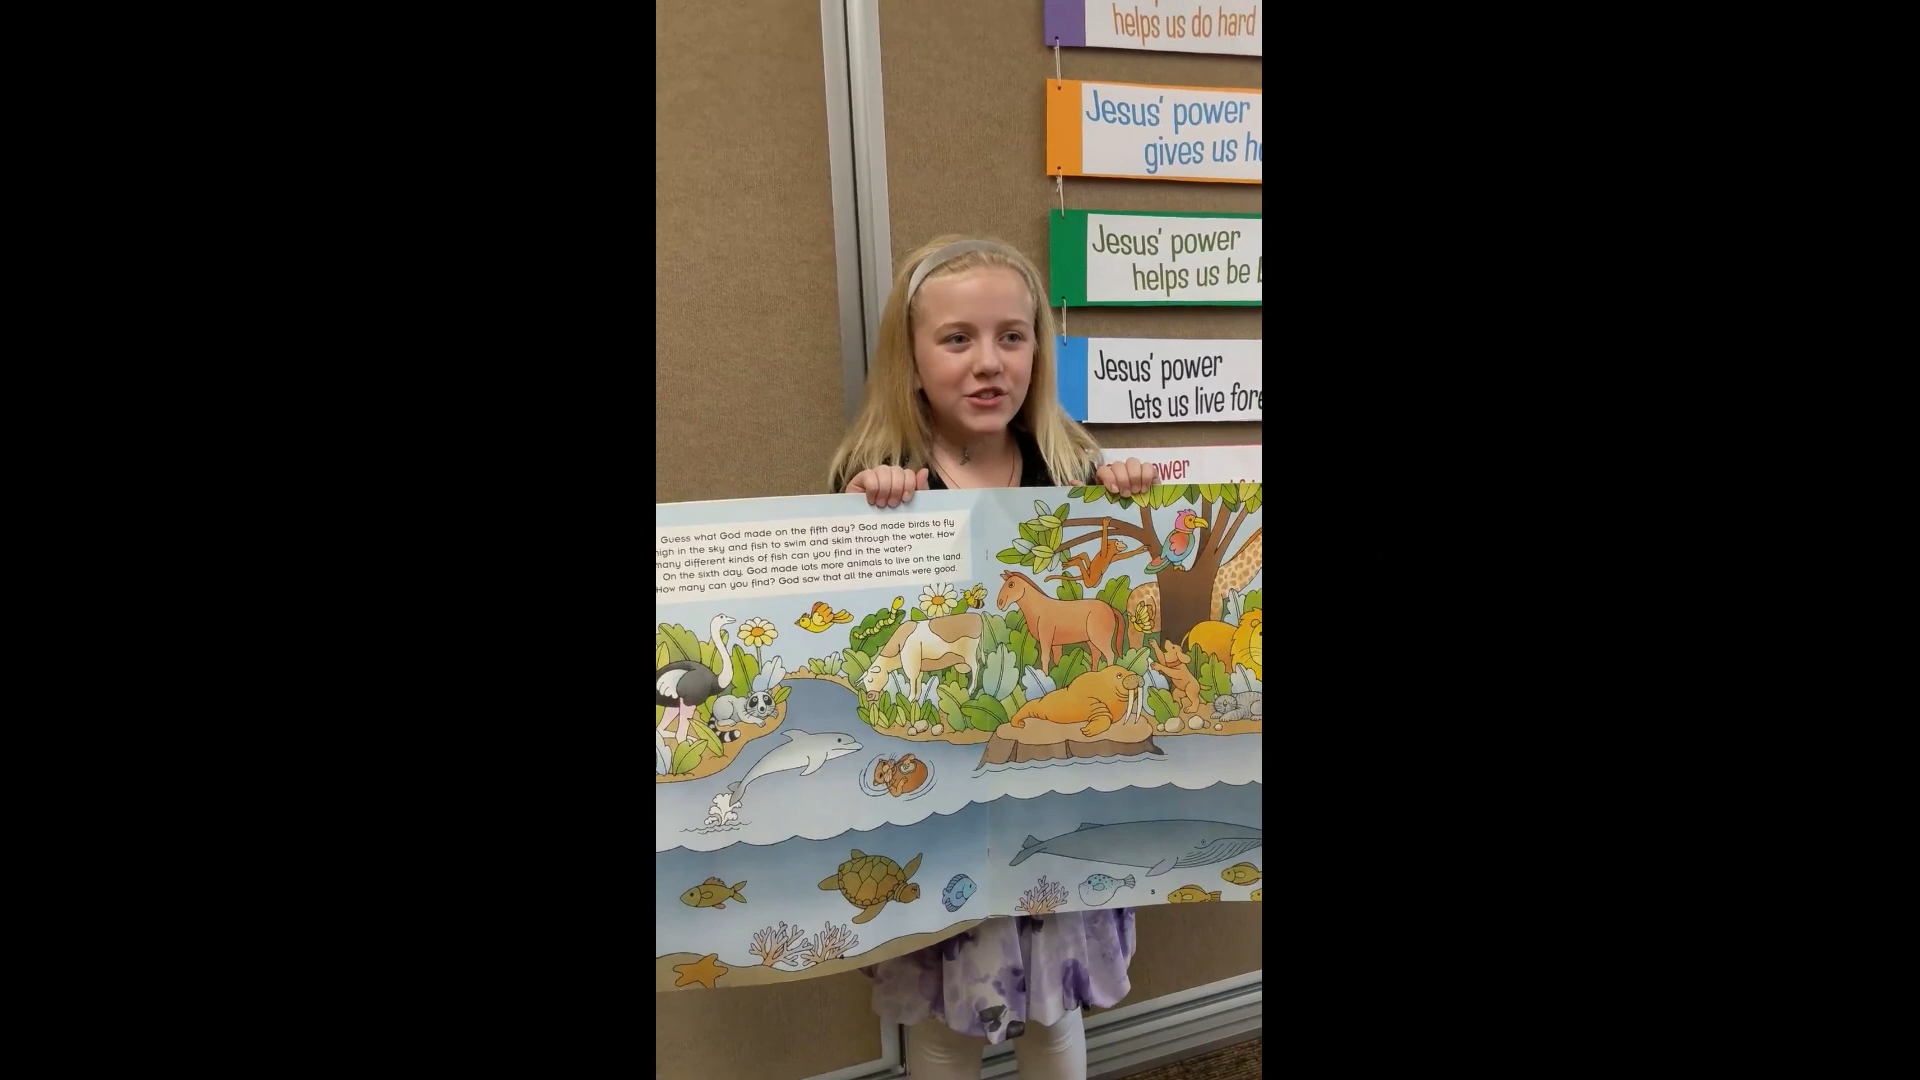 helps us do hard
Jesus' power
gives us
Jesus' power
helps us be
Jesus' power
lets us live
Guess what God made on the fifth day? God made birds to fly
high in the sky and fish to swim and skim through the water. How
many different kinds of fish can you find in the water?
On the sixth day, God made lots more animals to live on the land.
How many can you find? God saw that all the animals were good.
5